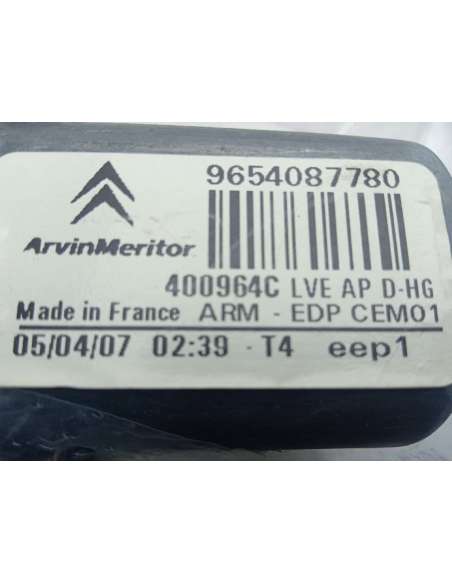 9654087780
ArvinMeritor
400964C LVE AP D-HG
Made in France ARM - EDP CEM01
05/04/07 02:39 - T4 eep1